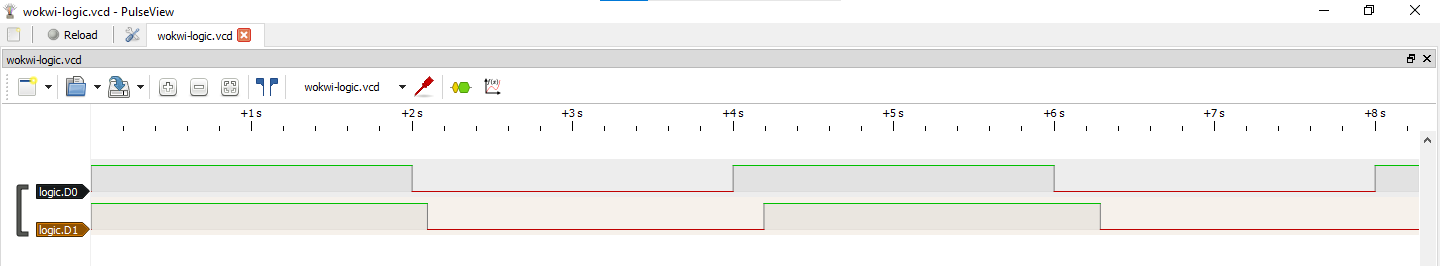 wokwi-logic.vcd - PulseView
Reload
wokwi-logic.vcd
wokwi-logic.vcd
wokwi-logic.vcd
f(x)
+1 s +2 s +3 s +4 s +5 s +6 s +7 s +8 s
logic.D0
logic.D1